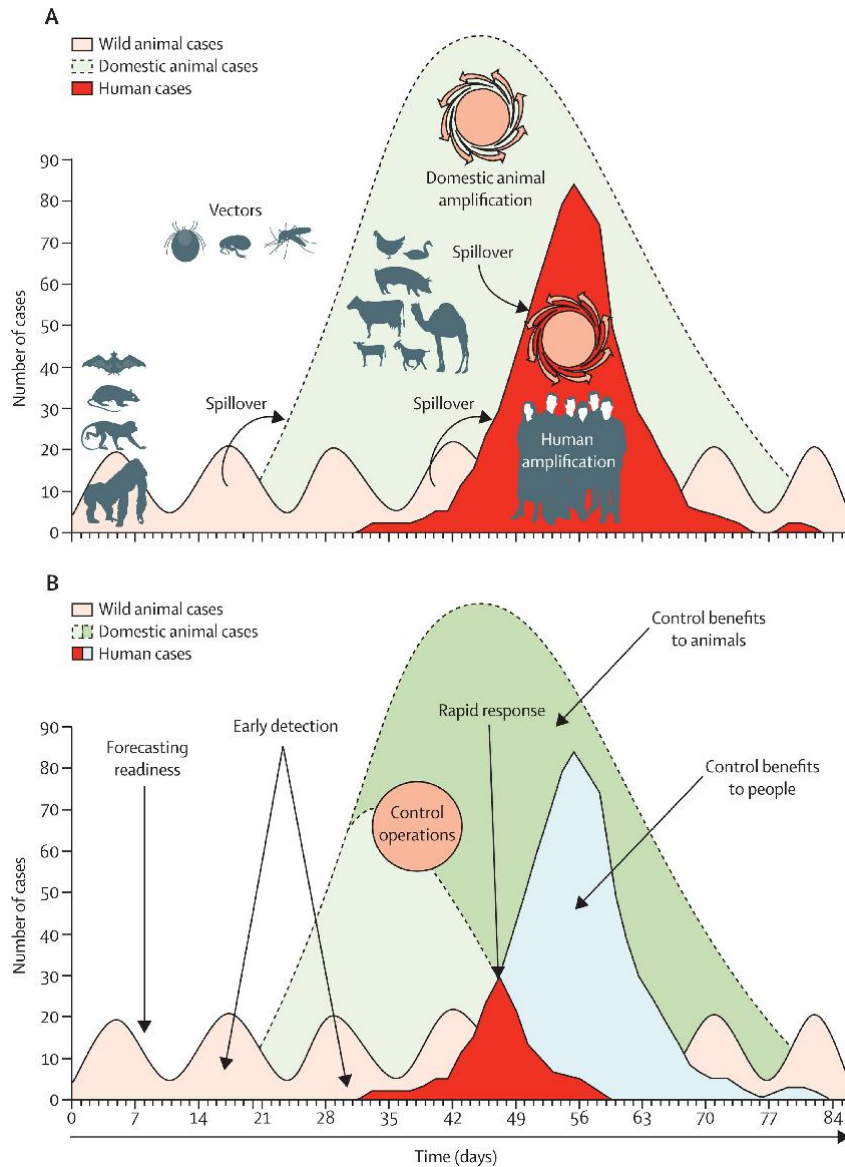 A
Wild animal cases
Domestic animal cases
Human cases
90
80
70
60
50
40
30
20
10
0
Number of cases
Vectors
Domestic animal
amplification
Spillover
Spillover
Spillover
Human
amplification
B
Wild animal cases
Domestic animal cases
Human cases
Control benefits
to animals
Rapid response
Early detection
Forecasting
readiness
Control benefits
to people
Control
operations
90
80
70
60
50
40
30
20
10
0
Number of cases
0
7
14
21
28
35
42
49
56
63
70
77
84
Time (days)